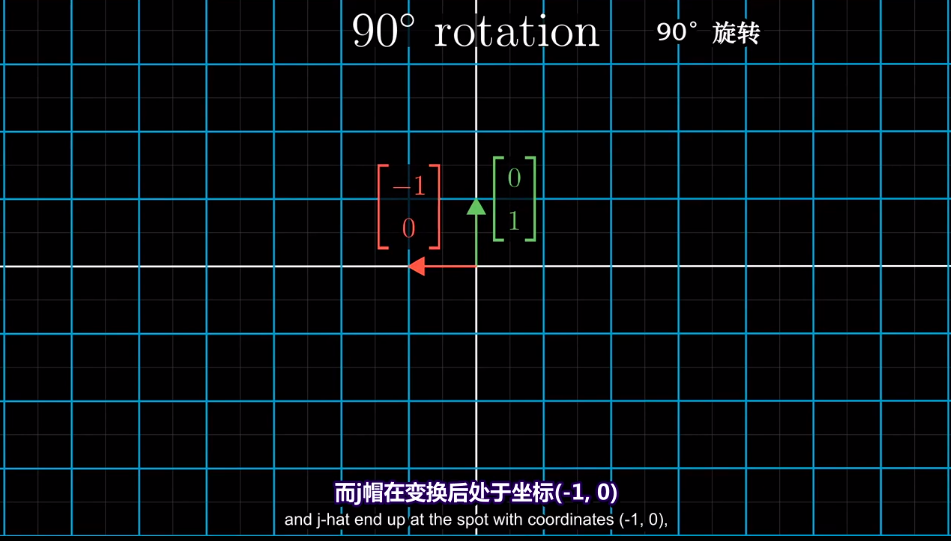 90° rotation 90° 旋转
[-1 0] [0 1]
而j帽在变换后处于坐标(-1, 0)
and j-hat end up at the spot with coordinates (-1, 0),